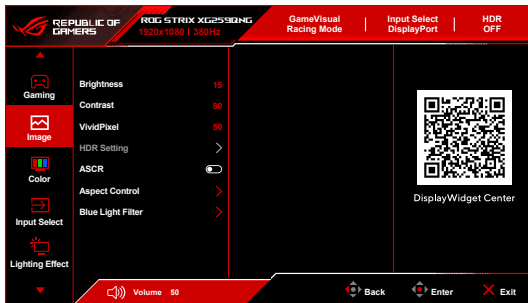 REPUBLIC OF
GAMERS
ROG STRIX XG259QNG
1920x1080 | 380Hz
GameVisual
Racing Mode
Input Select
DisplayPort
HDR
OFF
Gaming
Image
Color
Input Select
Lighting Effect
Brightness
Contrast 80
VividPixel 50
HDR Setting
ASCR
Aspect Control
Blue Light Filter
DisplayWidget Center
Volume 50
Back
Enter
Exit